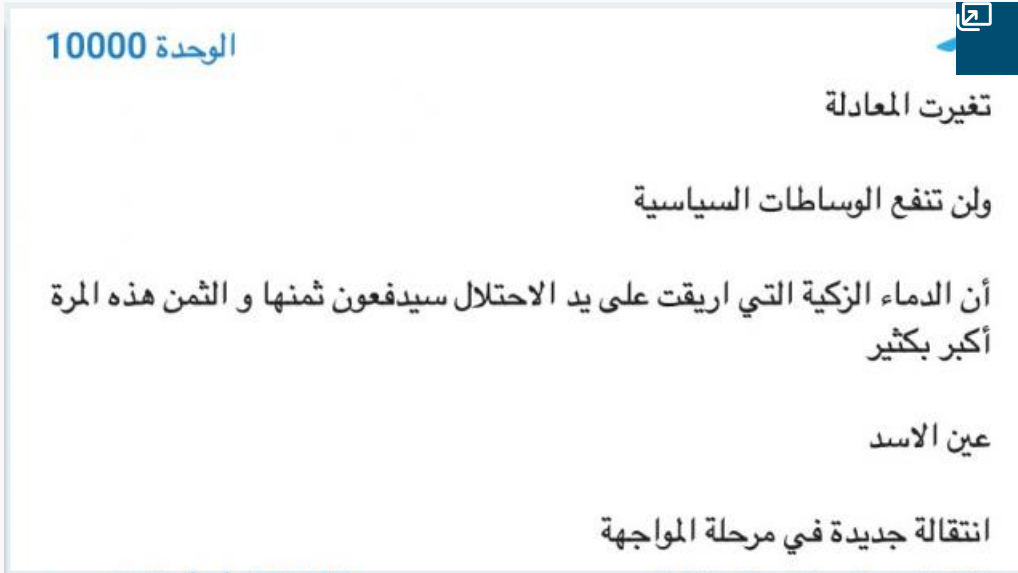 الوحدة 10000
تغيرت المعادلة
ولن تنفع الوساطات السياسية
أن الدماء الزكية التي اريقت على يد الاحتلال سيدفعون ثمنها و الثمن هذه المرة
أكبر بكثير
عين الاسد
انتقالة جديدة في مرحلة المواجهة